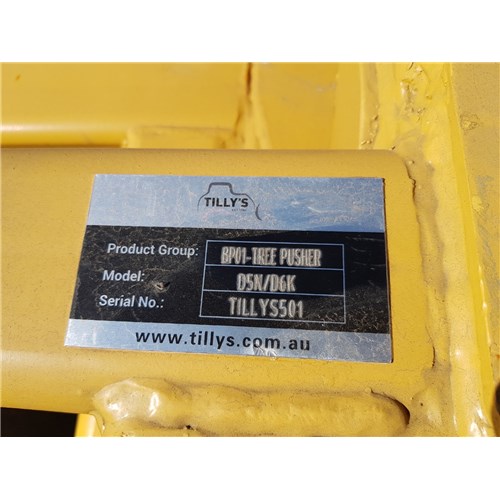 TILLY'S
Product Group: BP01-TREE PUSHER
Model: D5N/D6K
Serial No.: TILLYS501
www.tillys.com.au